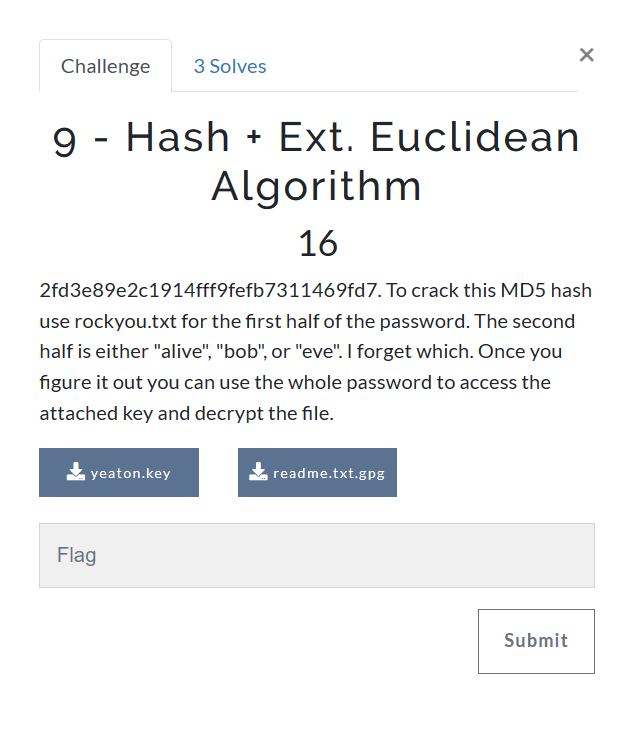 Challenge
3 Solves
×
9 - Hash + Ext. Euclidean
Algorithm
16
2fd3e89e2c1914fff9fefb7311469fd7. To crack this MD5 hash
use rockyou.txt for the first half of the password. The second
half is either "alive", "bob", or "eve". I forget which. Once you
figure it out you can use the whole password to access the
attached key and decrypt the file.
yeaton.key
readme.txt.gpg
Flag
Submit